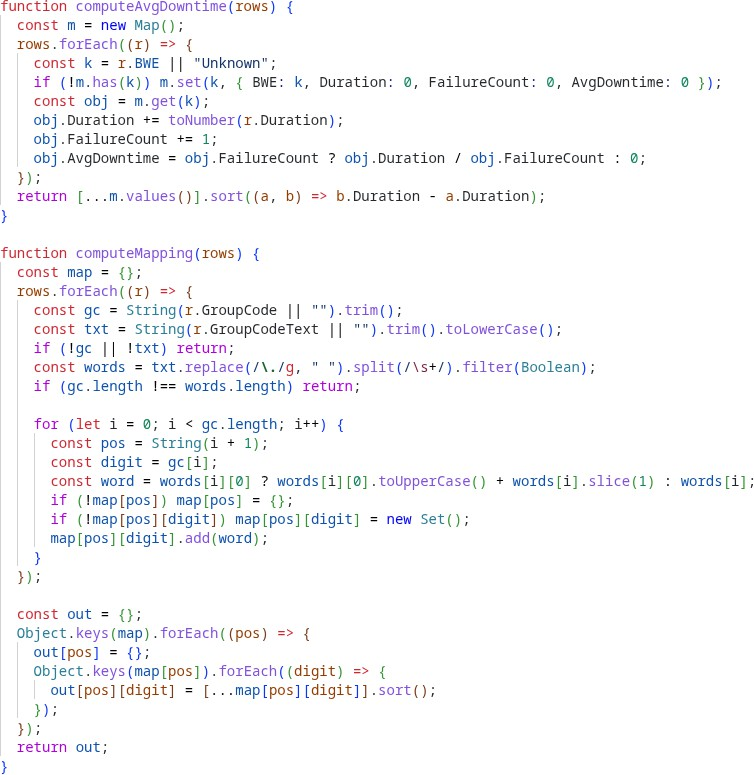 function computeAvgDowntime(rows) {
  const m = new Map();
  rows.forEach((r) => {
    const k = r.BWE || "Unknown";
    if (!m.has(k)) m.set(k, { BWE: k, Duration: 0, FailureCount: 0, AvgDowntime: 0 });
    const obj = m.get(k);
    obj.Duration += toNumber(r.Duration);
    obj.FailureCount += 1;
    obj.AvgDowntime = obj.FailureCount ? obj.Duration / obj.FailureCount : 0;
  });
  return [...m.values()].sort((a, b) => b.Duration - a.Duration);
}

function computeMapping(rows) {
  const map = {};
  rows.forEach((r) => {
    const gc = String(r.GroupCode || "").trim();
    const txt = String(r.GroupCodeText || "").trim().toLowerCase();
    if (!gc || !txt) return;
    const words = txt.replace(/\./g, " ").split(/\s+/).filter(Boolean);
    if (gc.length !== words.length) return;

    for (let i = 0; i < gc.length; i++) {
      const pos = String(i + 1);
      const digit = gc[i];
      const word = words[i][0] ? words[i][0].toUpperCase() + words[i].slice(1) : words[i];
      if (!map[pos]) map[pos] = {};
      if (!map[pos][digit]) map[pos][digit] = new Set();
      map[pos][digit].add(word);
    }
  });

  const out = {};
  Object.keys(map).forEach((pos) => {
    out[pos] = {};
    Object.keys(map[pos]).forEach((digit) => {
      out[pos][digit] = [...map[pos][digit]].sort();
    });
  });
  return out;
}